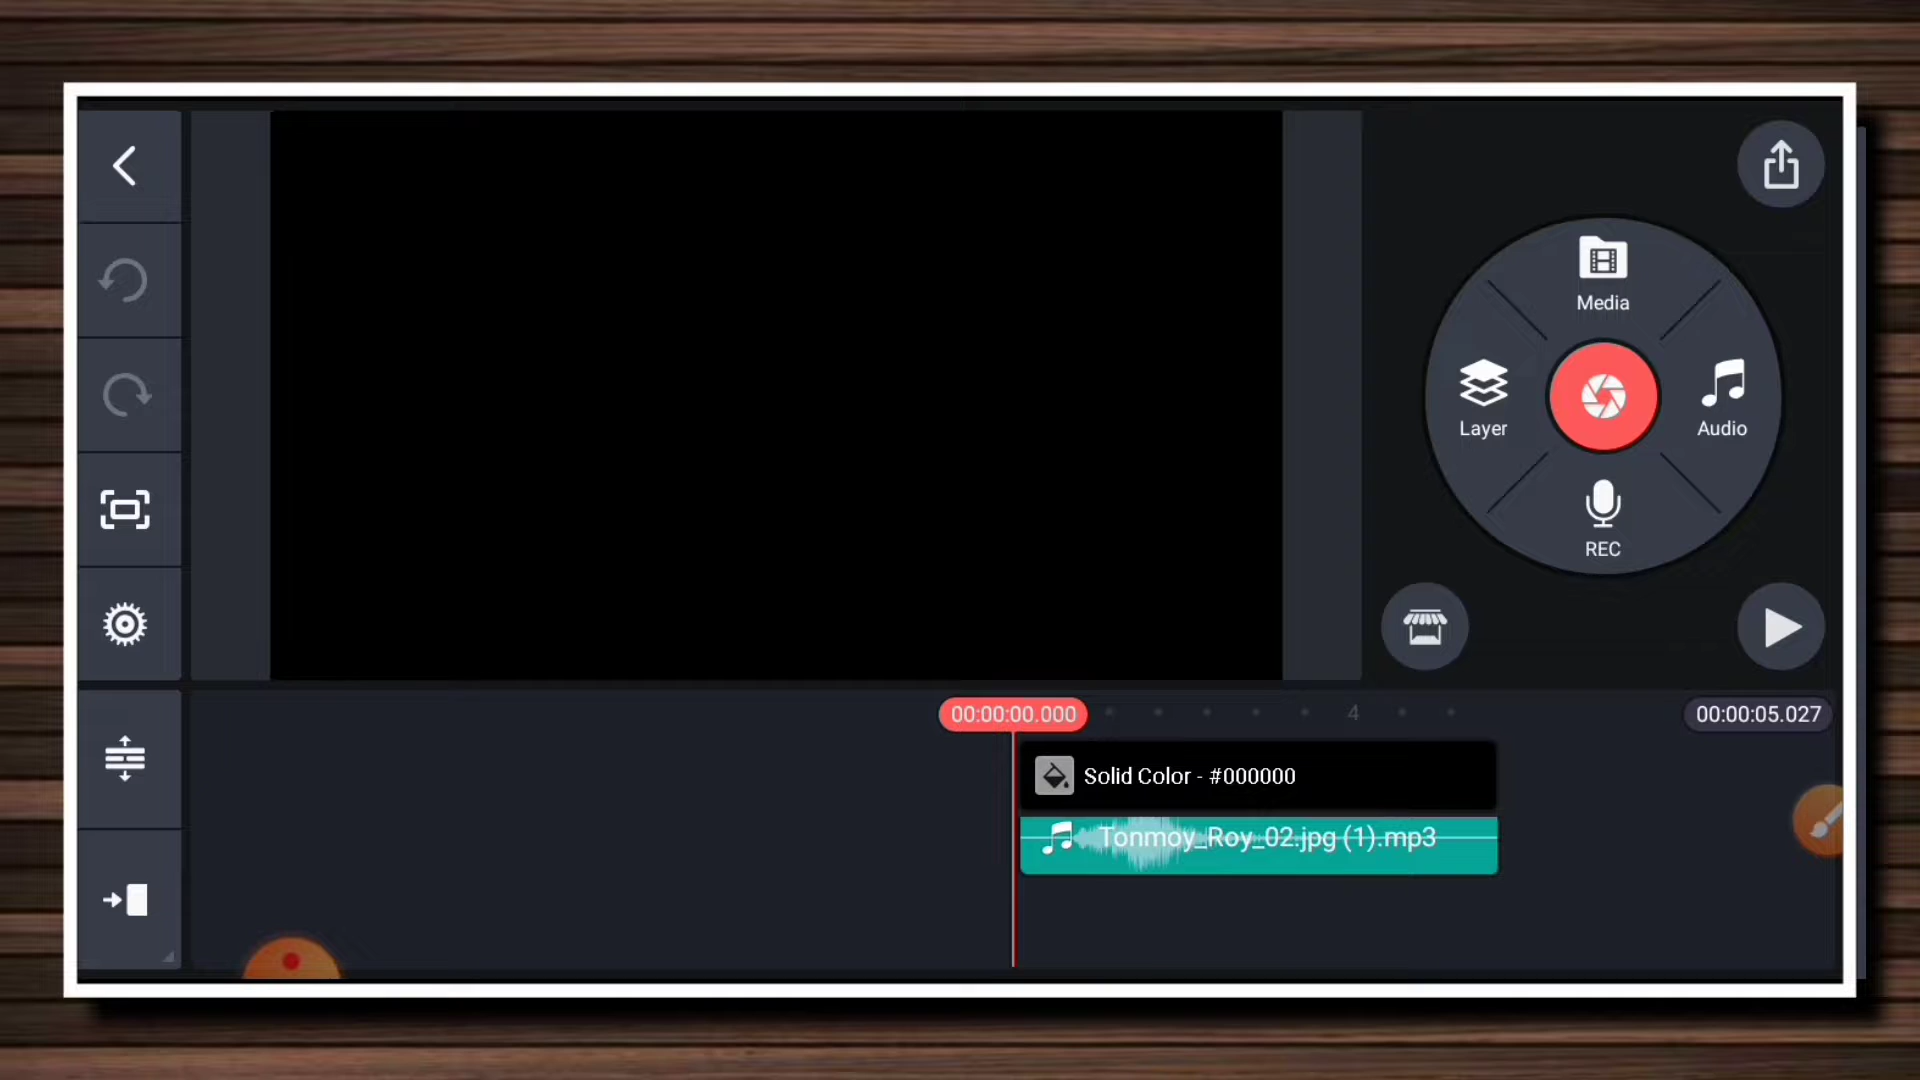 Media
Layer
Audio
REC
00:00:00.000
4
00:00:05.027
Solid Color - #000000
Tonmoy_Roy_02.jpg (1).mp3